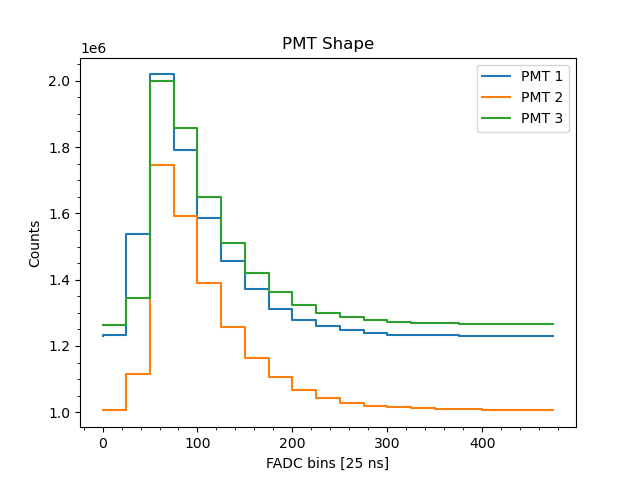 PMT Shape
1e6
PMT 1
PMT 2
PMT 3
2.0
1.8
1.6
1.4
1.2
1.0
Counts
0 100 200 300 400
FADC bins [25 ns]